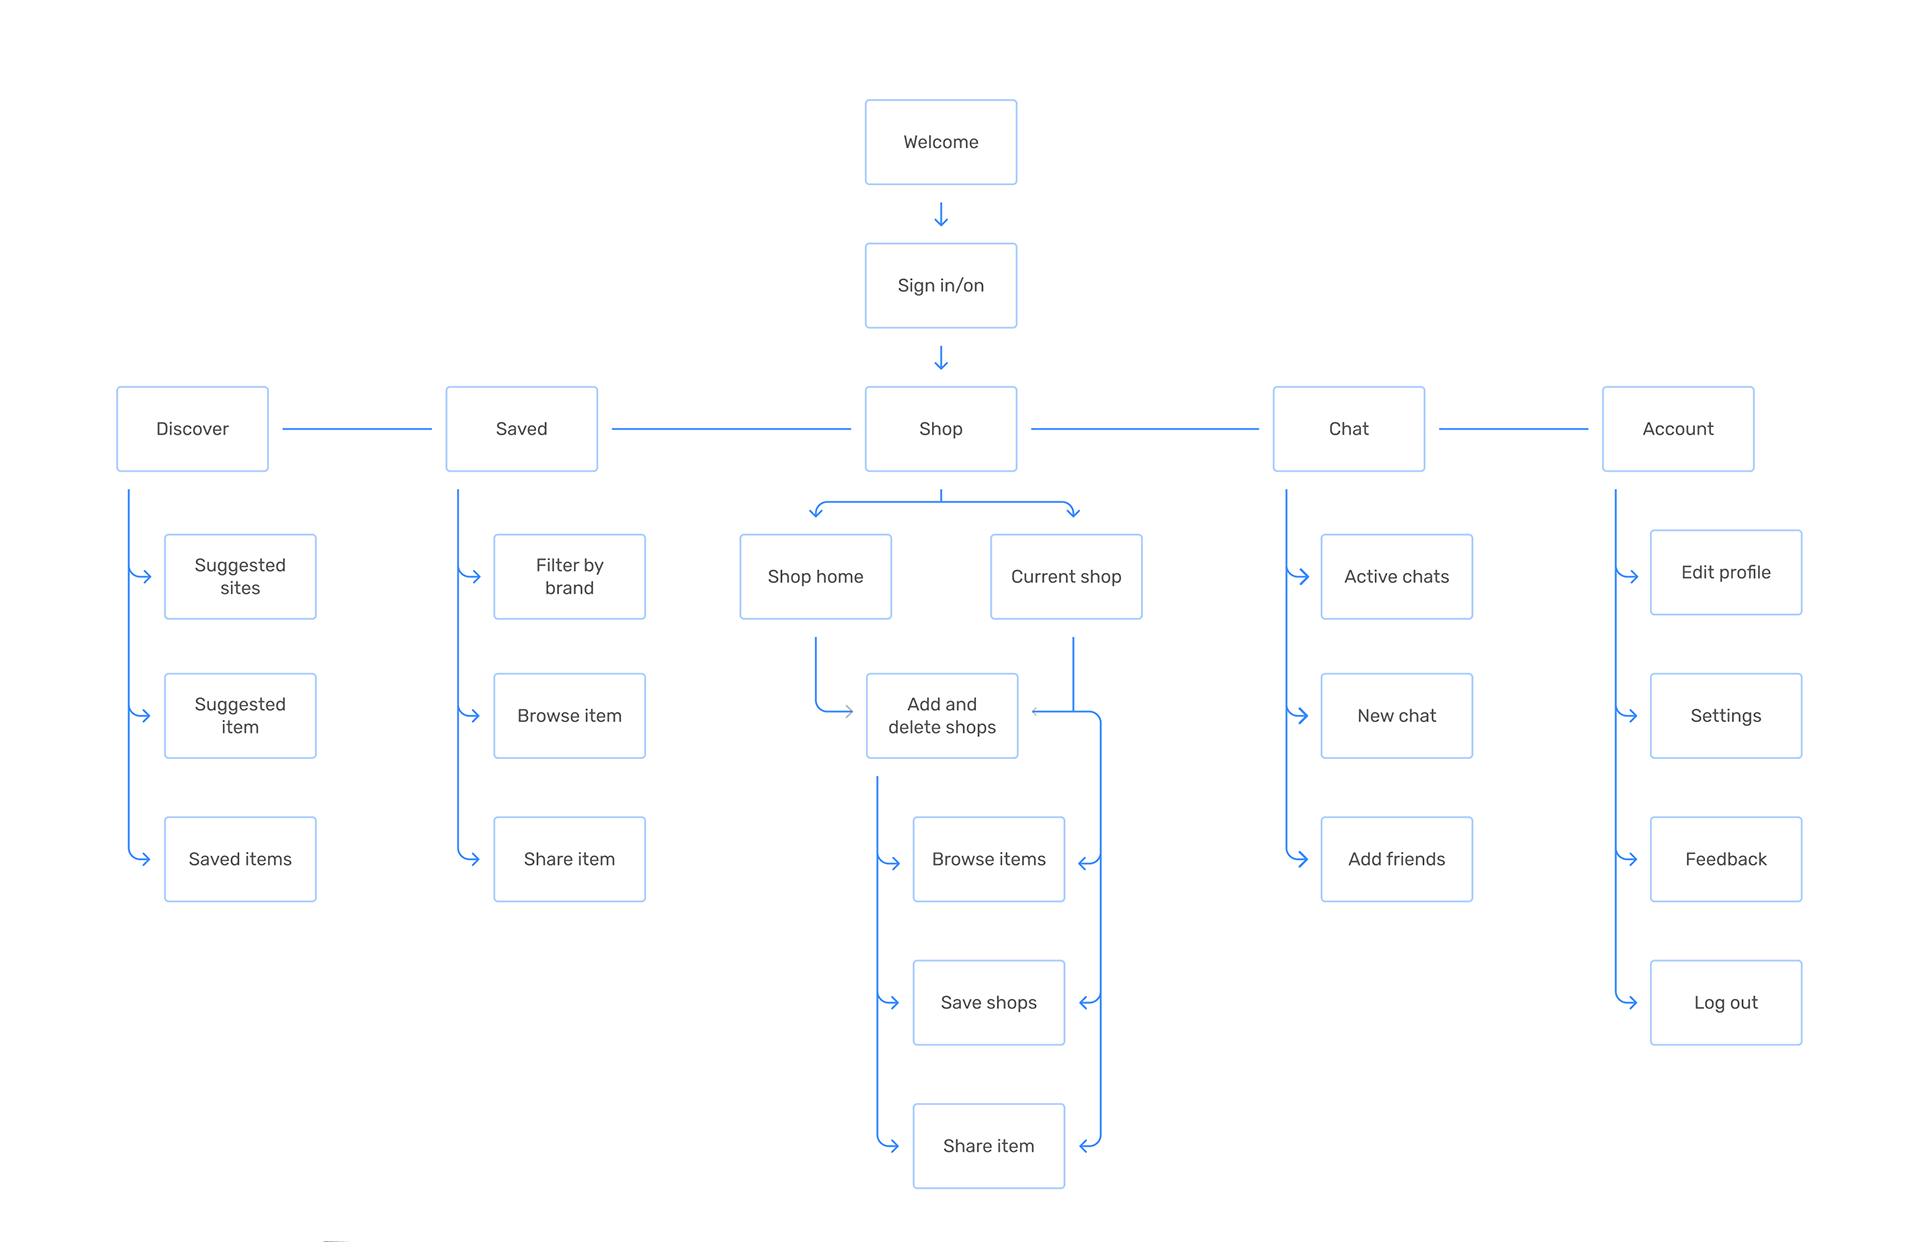 Welcome
Sign in/on
Discover
Saved
Shop
Chat
Account
Suggested
sites
Suggested
item
Saved items
Filter by
brand
Browse item
Share item
Shop home
Current shop
Add and
delete shops
Browse items
Save shops
Share item
Active chats
New chat
Add friends
Edit profile
Settings
Feedback
Log out